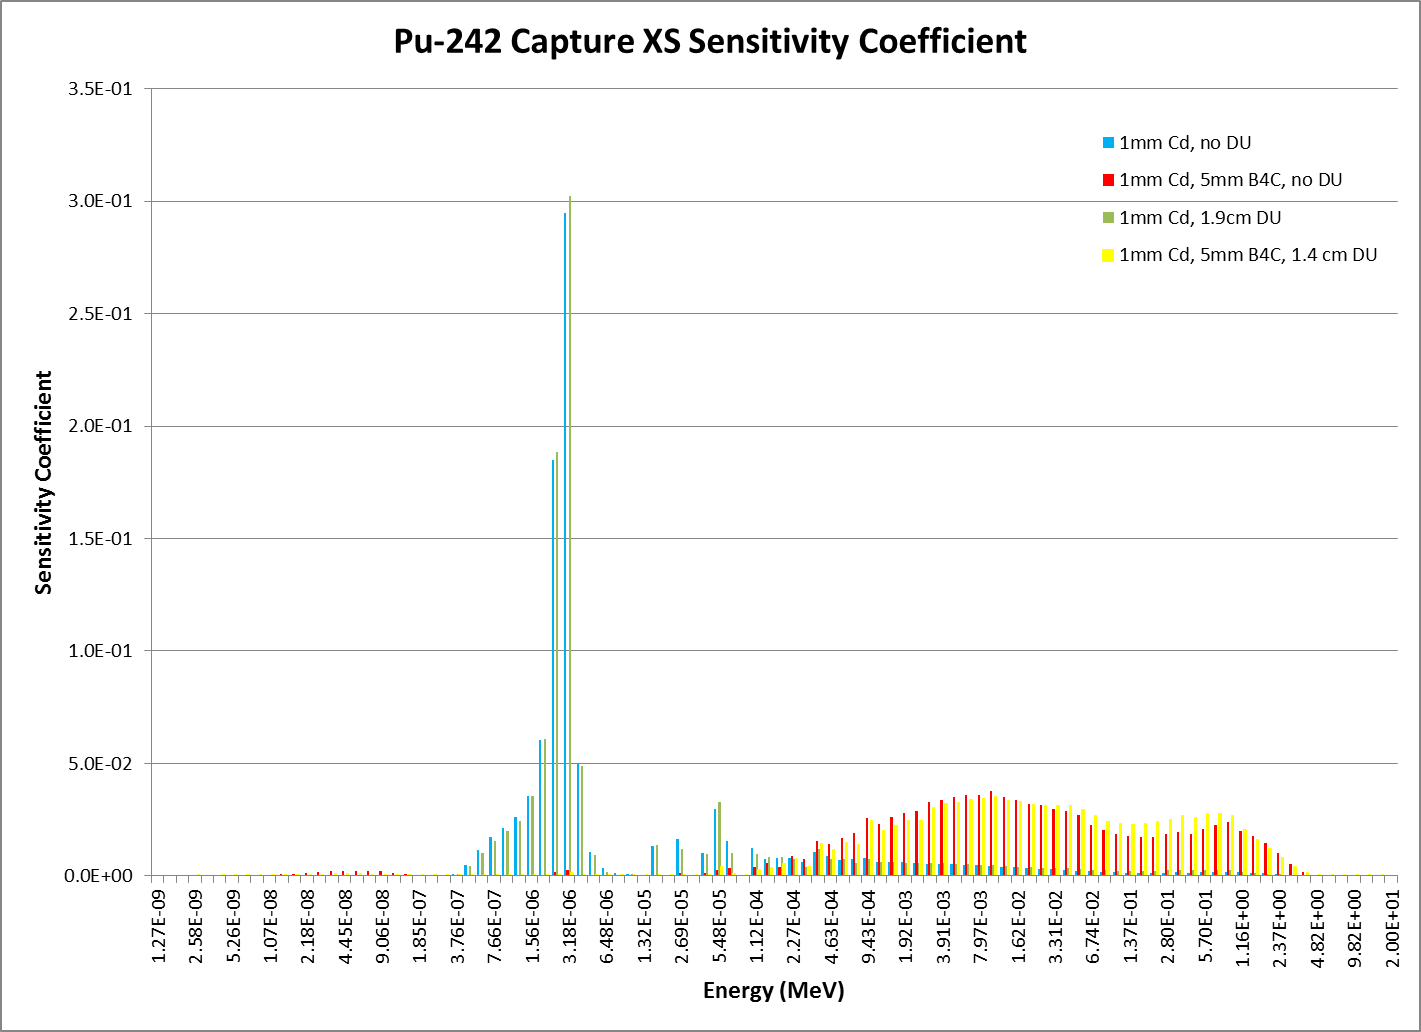 Pu-242 Capture XS Sensitivity Coefficient
3.5E-01
3.0E-01
2.5E-01
2.0E-01
1.5E-01
1.0E-01
5.0E-02
0.0E+00
Sensitivity Coefficient
1mm Cd, no DU
1mm Cd, 5mm B4C, no DU
1mm Cd, 1.9cm DU
1mm Cd, 5mm B4C, 1.4 cm DU
1.27E-09
2.58E-09
5.26E-09
1.07E-08
2.18E-08
4.45E-08
9.06E-08
1.85E-07
3.76E-07
7.66E-07
1.56E-06
3.18E-06
6.48E-06
1.32E-05
2.69E-05
5.48E-05
1.12E-04
2.27E-04
4.63E-04
9.43E-04
1.92E-03
3.91E-03
7.97E-03
1.62E-02
3.31E-02
6.74E-02
1.37E-01
2.80E-01
5.70E-01
1.16E+00
2.37E+00
4.82E+00
9.82E+00
2.00E+01
Energy (MeV)